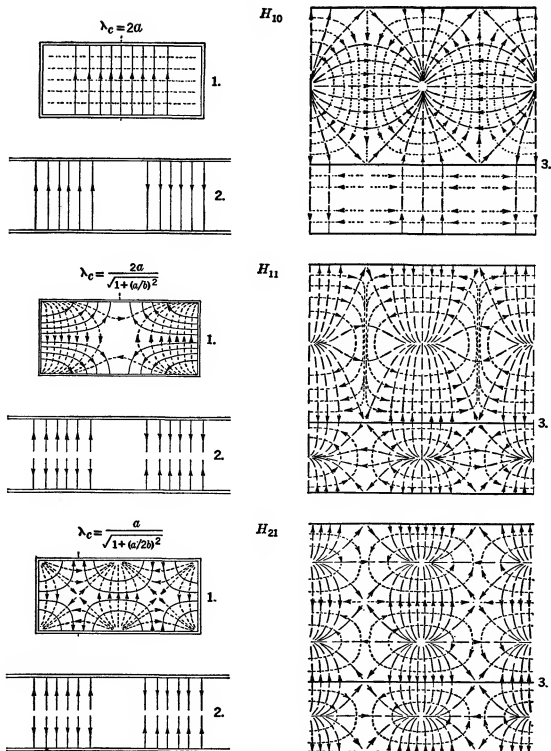 λc = 2a
H10
1.
2.
3.
λc = 2a / √1 + (a/b)²
H11
1.
2.
3.
λc = a / √1 + (a/2b)²
H21
1.
2.
3.